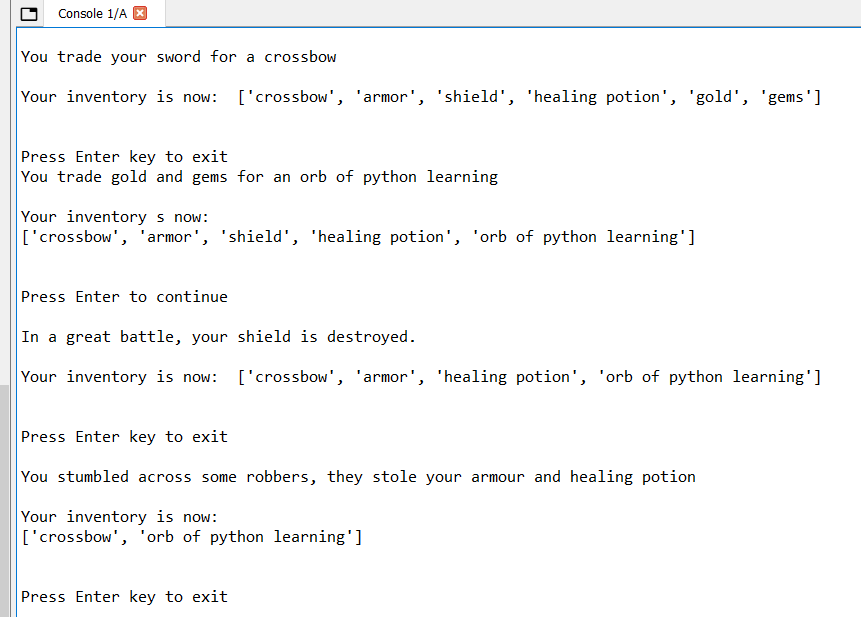 Console 1/A
You trade your sword for a crossbow
Your inventory is now:  ['crossbow', 'armor', 'shield', 'healing potion', 'gold', 'gems']
Press Enter key to exit
You trade gold and gems for an orb of python learning
Your inventory s now:
['crossbow', 'armor', 'shield', 'healing potion', 'orb of python learning']
Press Enter to continue
In a great battle, your shield is destroyed.
Your inventory is now:  ['crossbow', 'armor', 'healing potion', 'orb of python learning']
Press Enter key to exit
You stumbled across some robbers, they stole your armour and healing potion
Your inventory is now:
['crossbow', 'orb of python learning']
Press Enter key to exit